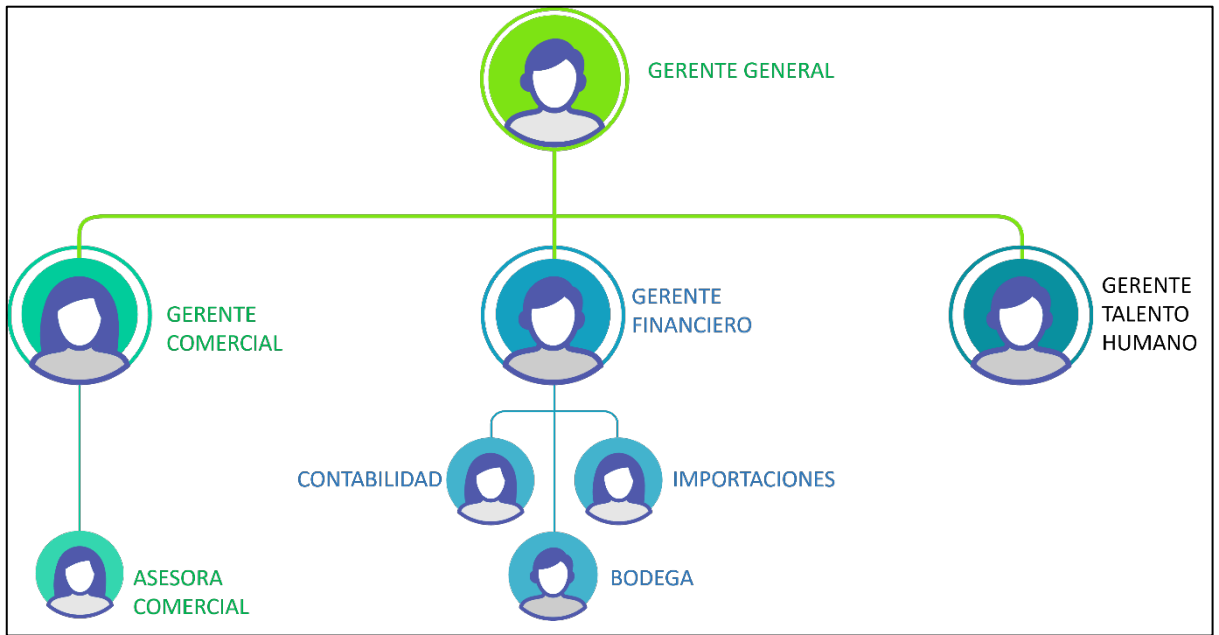 GERENTE GENERAL
GERENTE
COMERCIAL
GERENTE
FINANCIERO
GERENTE
TALENTO
HUMANO
CONTABILIDAD
IMPORTACIONES
ASESORA
COMERCIAL
BODEGA